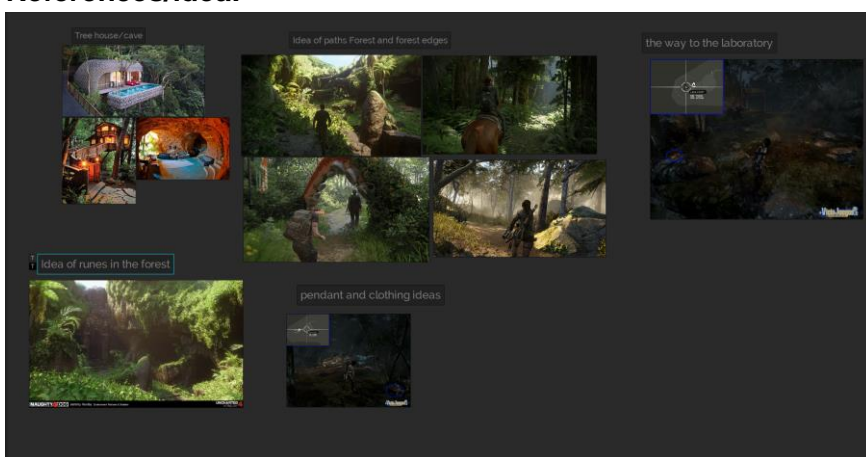 References/Ideal
Tree house/cave
Idea of paths Forest and forest edges
the way to the laboratory
Idea of runes in the forest
pendant and clothing ideas
NAUGHTY DOG